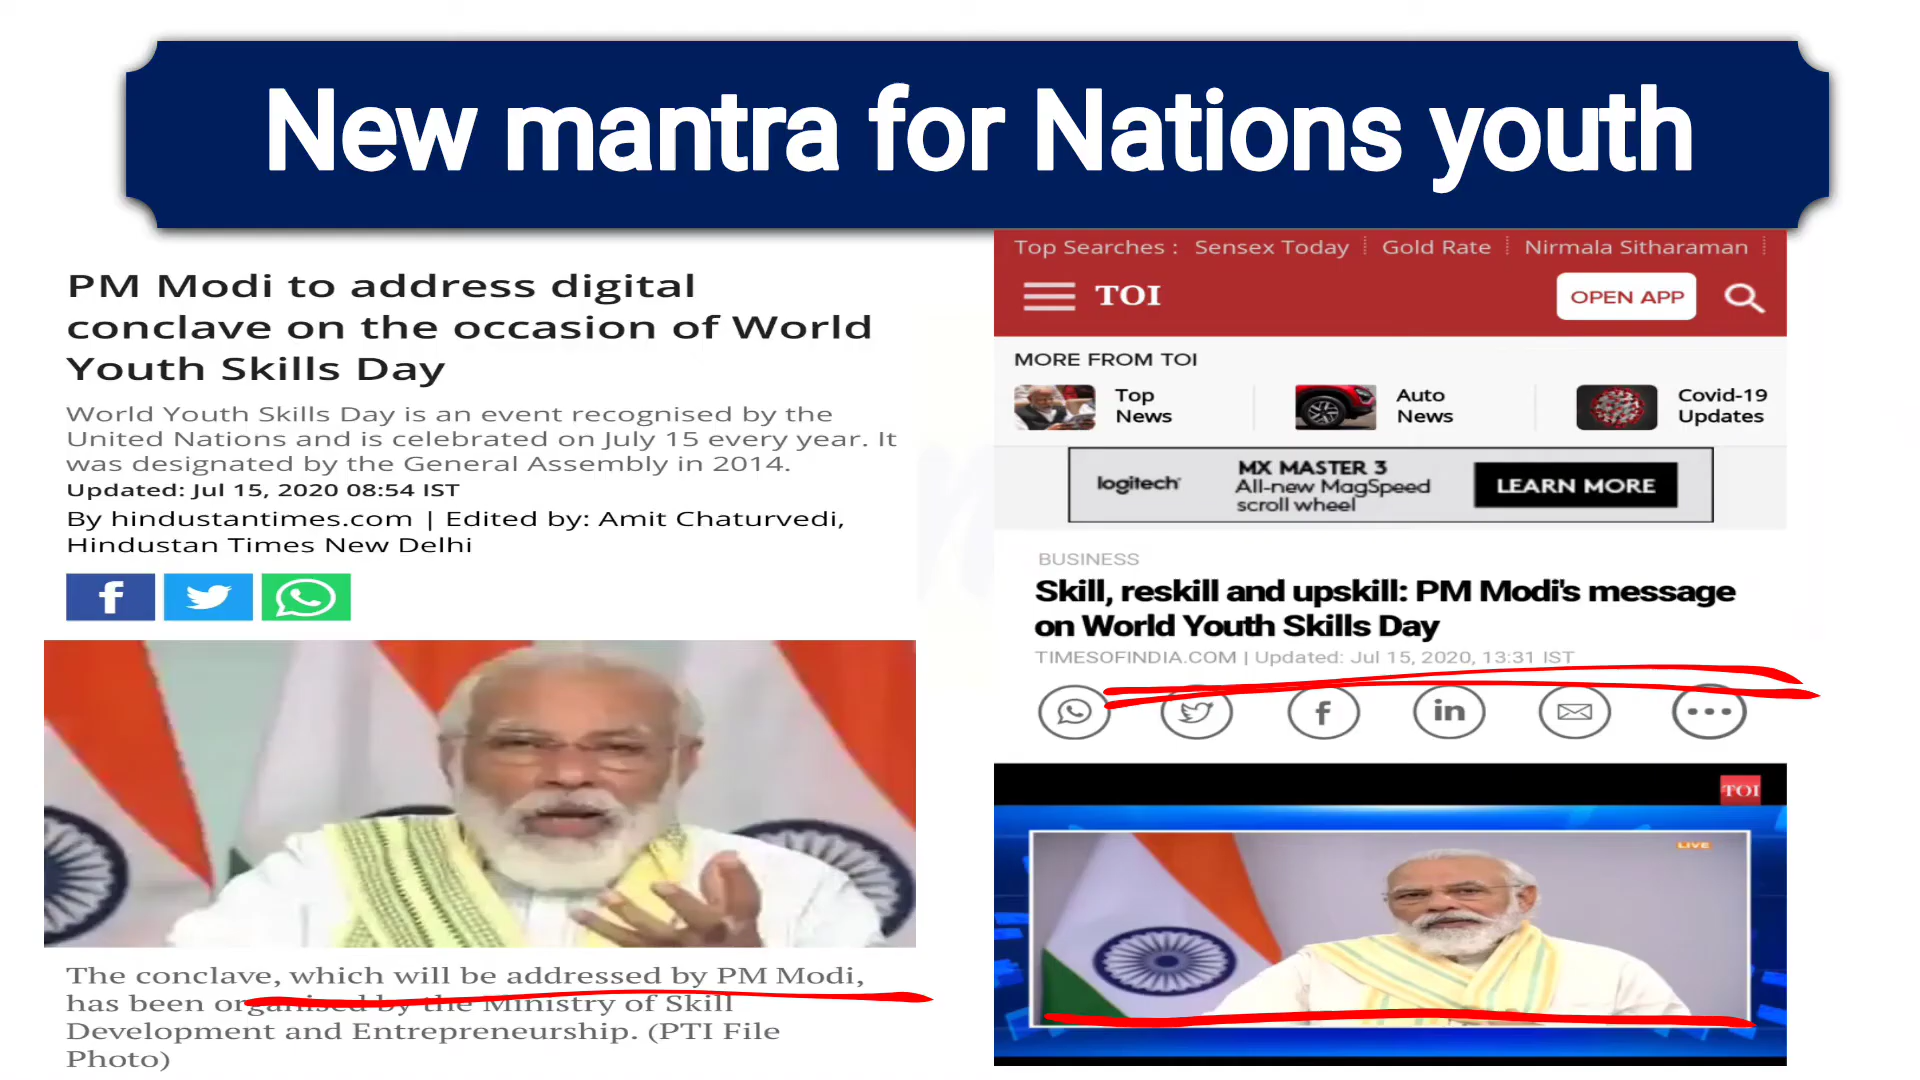 New mantra for Nations youth
PM Modi to address digital
conclave on the occasion of World
Youth Skills Day
World Youth Skills Day is an event recognised by the
United Nations and is celebrated on July 15 every year. It
was designated by the General Assembly in 2014.
Updated: Jul 15, 2020 08:54 IST
By hindustantimes.com | Edited by: Amit Chaturvedi,
Hindustan Times New Delhi
The conclave, which will be addressed by PM Modi,
has been organised by the Ministry of Skill
Development and Entrepreneurship. (PTI File
Photo)
Top Searches : Sensex Today Gold Rate Nirmala Sitharaman
TOI
OPEN APP
MORE FROM TOI
Top
News
Auto
News
Covid-19
Updates
logitech
MX MASTER 3
All-new MagSpeed
scroll wheel
LEARN MORE
BUSINESS
Skill, reskill and upskill: PM Modi's message
on World Youth Skills Day
TIMESOFINDIA.COM | Updated: Jul 15, 2020, 13:31 IST
TOI
LIVE